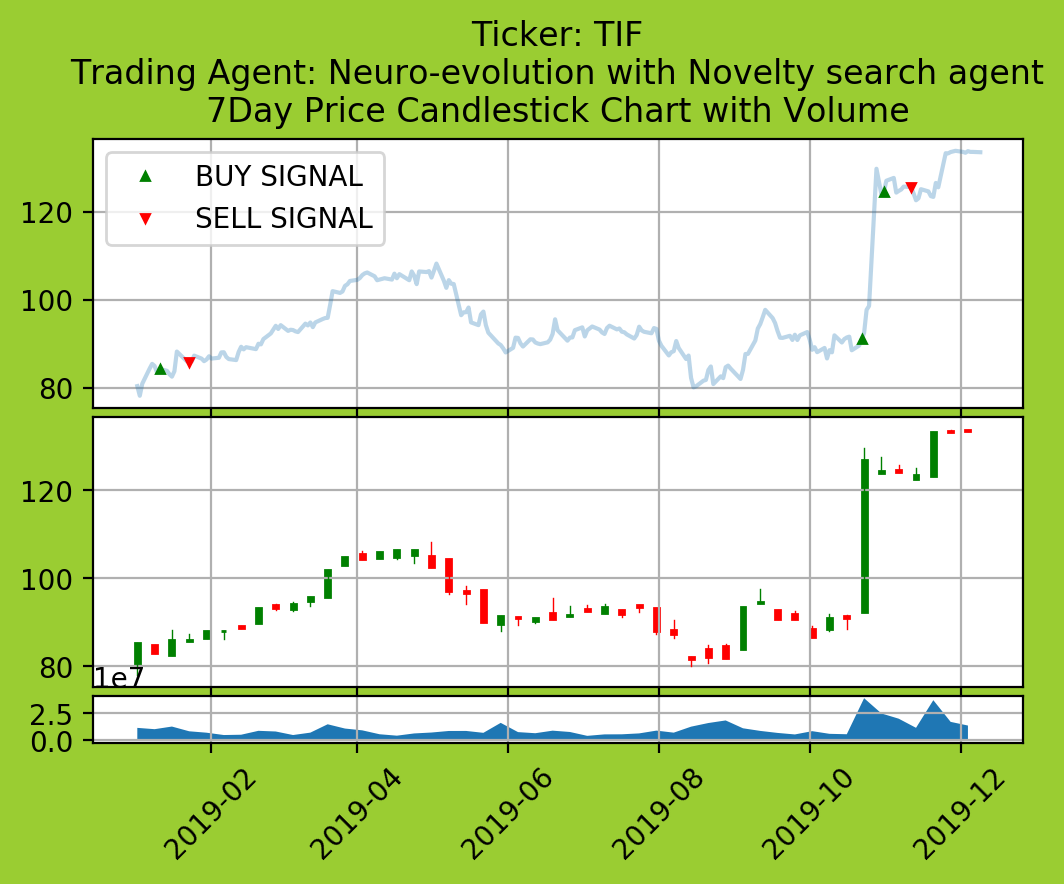 Ticker: TIF
Trading Agent: Neuro-evolution with Novelty search agent
7Day Price Candlestick Chart with Volume
BUY SIGNAL
SELL SIGNAL
120
100
80
120
100
80
1e7
2.5
0.0
2019-02
2019-04
2019-06
2019-08
2019-10
2019-12